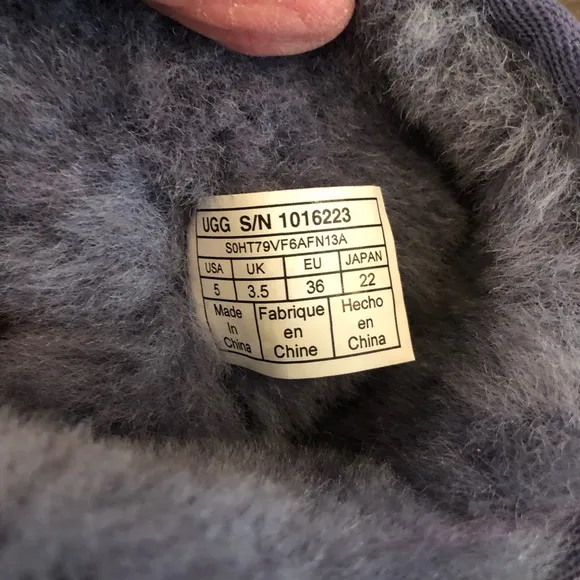 UGG S/N 1016223
S0HT79VF6AFN13A
USA UK EU JAPAN
5 3.5 36 22
Made In China
Fabrique en Chine
Hecho en China